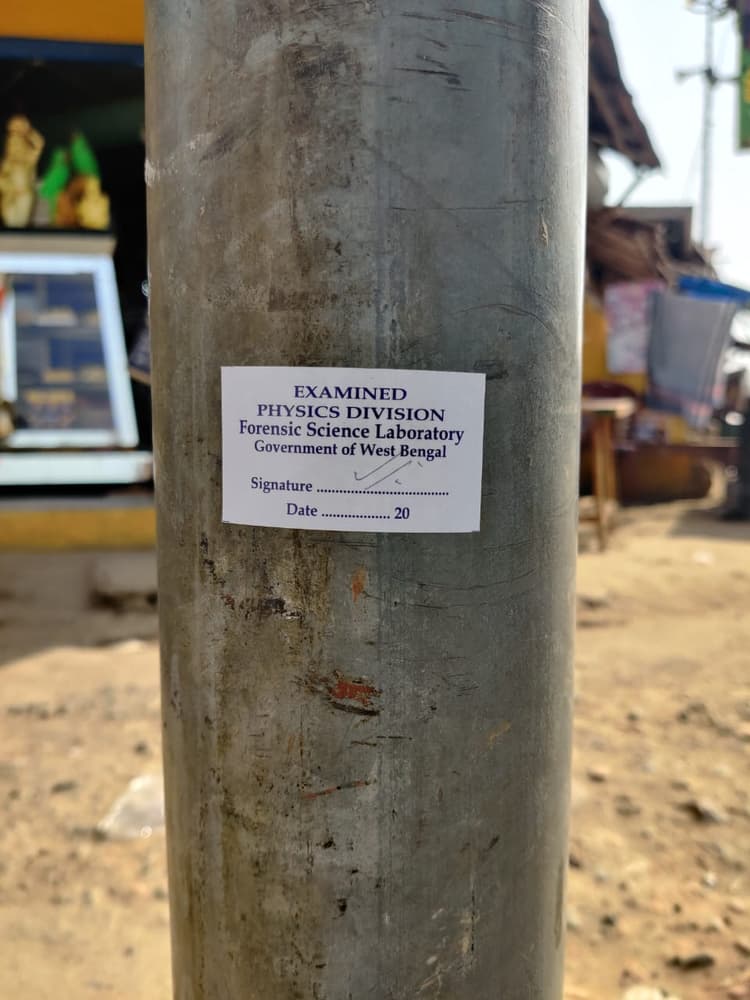 EXAMINED
PHYSICS DIVISION
Forensic Science Laboratory
Government of West Bengal
Signature ..................................
Date .................. 20